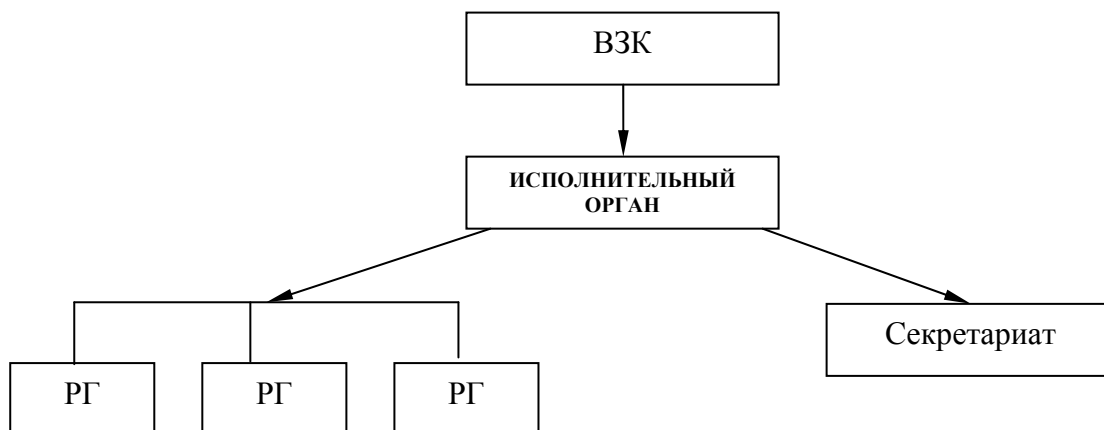 ВЗК
ИСПОЛНИТЕЛЬНЫЙ
ОРГАН
Секретариат
РГ
РГ
РГ